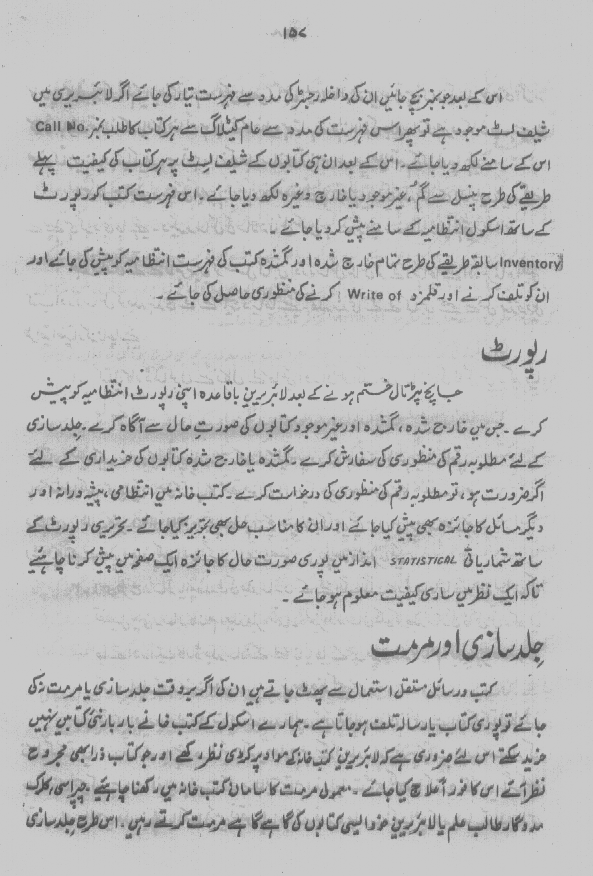 ۱۵۷
اس کے بعد جو نمبر بچ جائیں ان کی داخلہ رجسٹر کی مدد سے فہرست تیار کی جائے اگر لائبریری میں
شیلف لسٹ موجود ہے تو پھر اس فہرست کی مدد سے عام کیٹلاگ سے ہر کتاب کا طلب نمبر Call No.
اس کے سامنے لکھ دیا جائے۔ اس کے بعد ان ہی کتابوں کے شیلف لسٹ پر ہر کتاب کی کیفیت پہلے
طریقے کی طرح پنسل سے گم، غیر موجود یا خارج وغیرہ لکھ دیا جائے۔ اس فہرست کتب کو رپورٹ
کے ساتھ اسکول انتظامیہ کے سامنے پیش کر دیا جائے۔
Inventory سابقہ طریقے کی طرح تمام خارج شدہ اور گمشدہ کتب کی فہرست انتظامیہ کو پیش کی جائے اور
ان کو تلف کرنے اور قلمزد Write of کرنے کی منظوری حاصل کی جائے۔
رپورٹ
جانچ پڑتال ختم ہونے کے بعد لائبریرین باقاعدہ اپنی رپورٹ انتظامیہ کو پیش
کرے۔ جس میں خارج شدہ، گمشدہ اور غیر موجود کتابوں کی صورت حال سے آگاہ کرے۔ جلد سازی
کے لئے مطلوبہ رقم کی منظوری کی سفارش کرے۔ گمشدہ یا خارج شدہ کتابوں کی خریداری کے لئے
اگر ضرورت ہو، تو مطلوبہ رقم کی منظوری کی درخواست کرے۔ کتب خانہ میں انتظامی، پیشہ ورانہ اور
دیگر مسائل کا جائزہ بھی پیش کیا جائے اور ان کا مناسب حل بھی تجویز کیا جائے۔ تحریری رپورٹ کے
ساتھ شماریاتی STATISTICAL انداز میں پوری صورت حال کا جائزہ ایک صفحہ میں پیش کرنا چاہئیے
تاکہ ایک نظر میں ساری کیفیت معلوم ہو جائے۔
جلد سازی اور مرمت
کتب و رسائل مستقل استعمال سے پھٹ جاتے ہیں ان کی اگر بروقت جلد سازی یا مرمت نہ کی
جائے تو پوری کتاب یا رسالہ تلف ہو جاتا ہے۔ ہمارے اسکول کے کتب خانے بار بار نئی کتابیں نہیں
خرید سکتے اس لئے ضروری ہے کہ لائبریرین کتب خانہ کے مواد پر کڑی نظر رکھے اور جو کتاب ذرا بھی مجروح
نظر آئے اس کا فوراً علاج کیا جائے۔ معمولی مرمت کا سامان کتب خانہ میں رکھنا چاہئیے۔ چپراسی، کلرک
مددگار طالب علم یا لائبریرین خود ایسی کتابوں کی گاہے گاہے مرمت کرتے رہیں۔ اس طرح جلد سازی